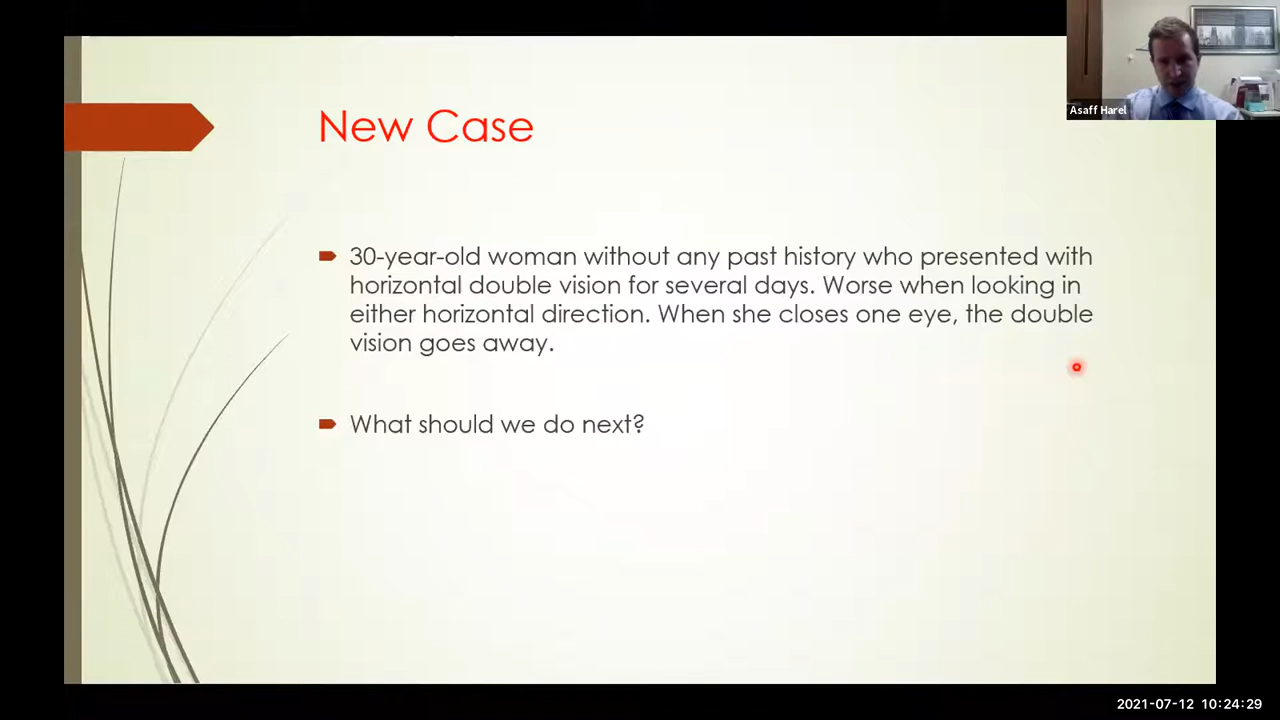 Asaff Harel
New Case
30-year-old woman without any past history who presented with
horizontal double vision for several days. Worse when looking in
either horizontal direction. When she closes one eye, the double
vision goes away.
What should we do next?
2021-07-12 10:24:29